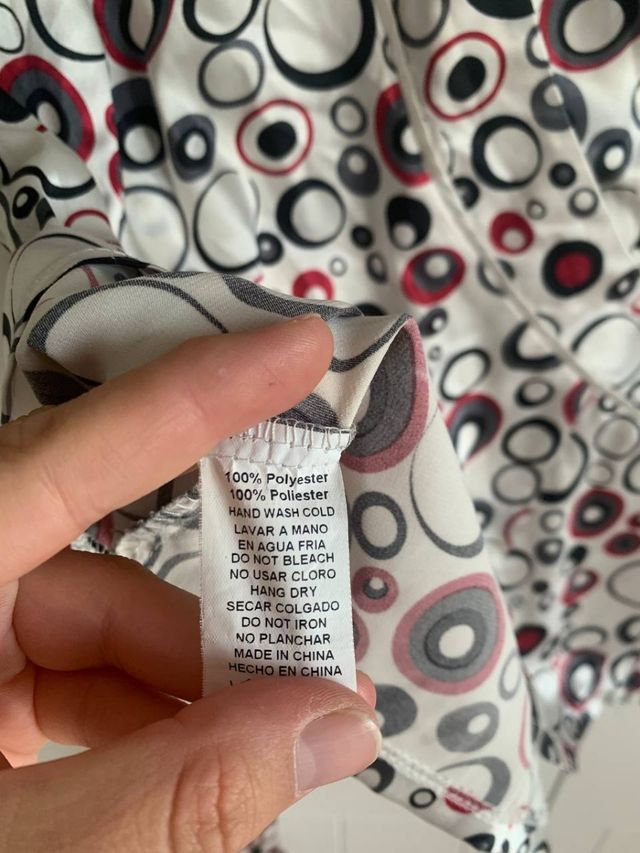 100% Polyester
100% Poliester
HAND WASH COLD
LAVAR A MANO
EN AGUA FRIA
DO NOT BLEACH
NO USAR CLORO
HANG DRY
SECAR COLGADO
DO NOT IRON
NO PLANCHAR
MADE IN CHINA
HECHO EN CHINA